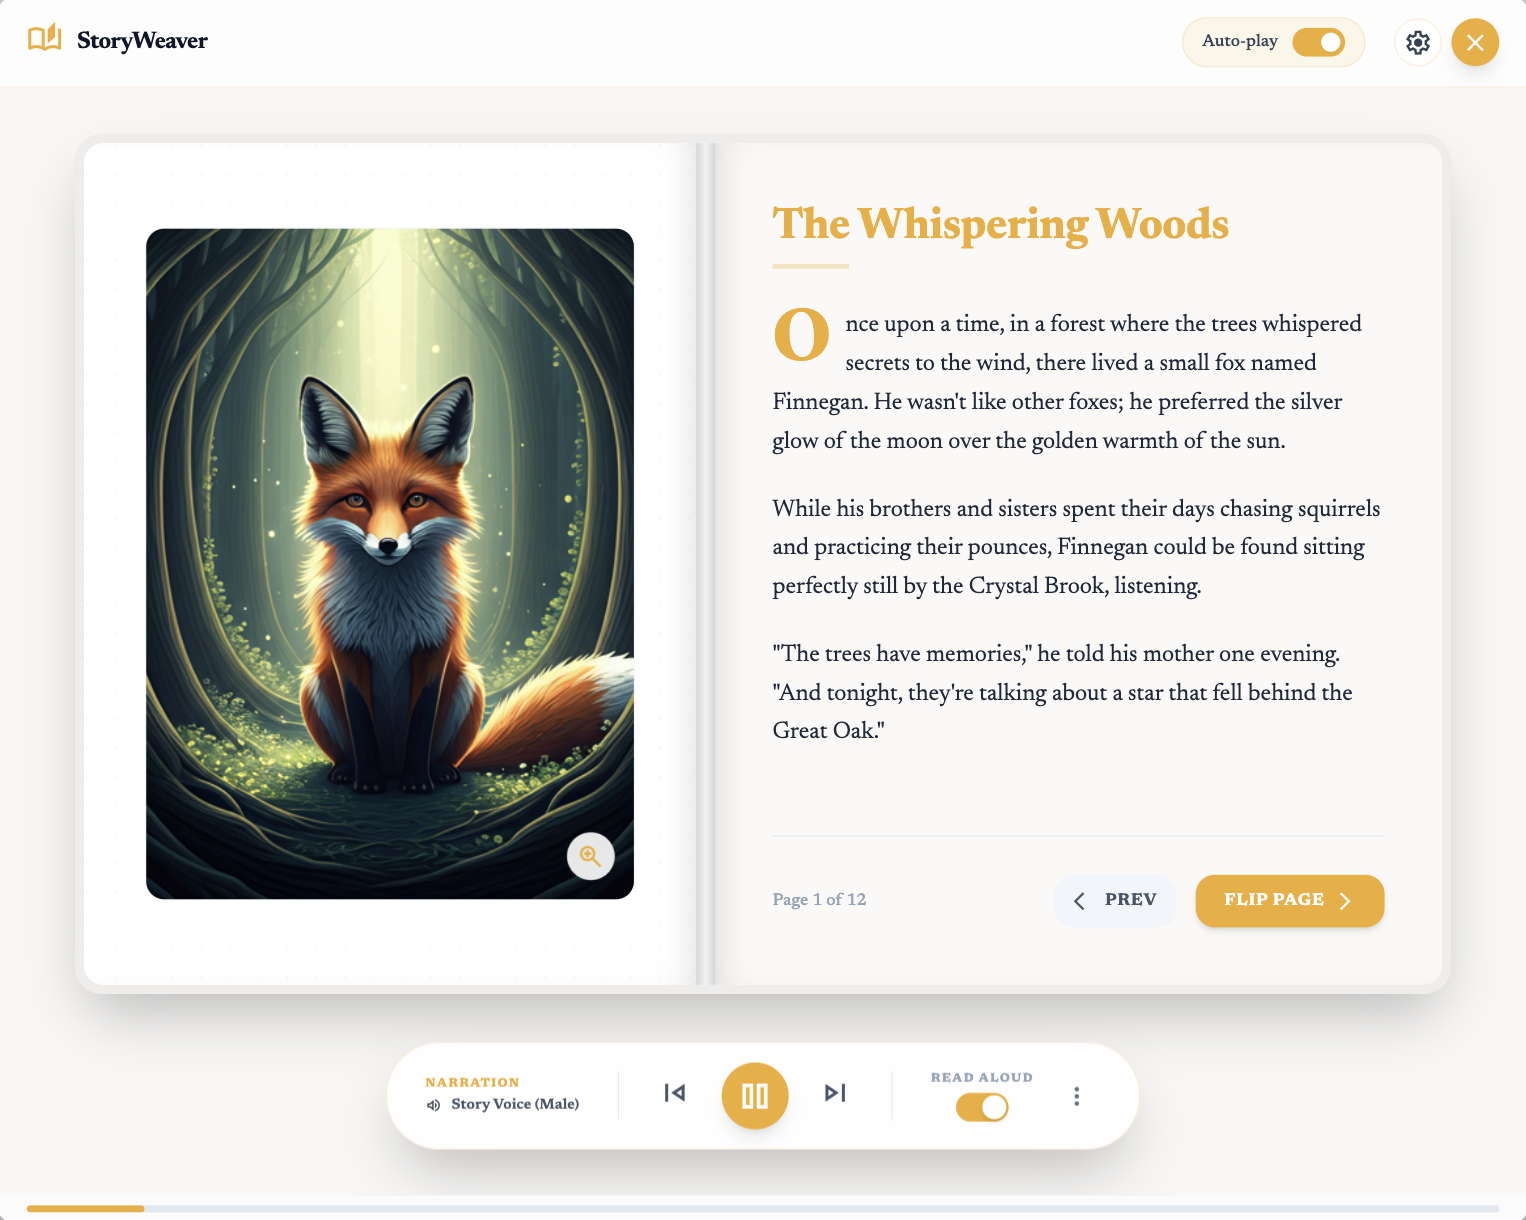 StoryWeaver
Auto-play
The Whispering Woods
Once upon a time, in a forest where the trees whispered
secrets to the wind, there lived a small fox named
Finnegan. He wasn't like other foxes; he preferred the silver
glow of the moon over the golden warmth of the sun.
While his brothers and sisters spent their days chasing squirrels
and practicing their pounces, Finnegan could be found sitting
perfectly still by the Crystal Brook, listening.
"The trees have memories," he told his mother one evening.
"And tonight, they're talking about a star that fell behind the
Great Oak."
Page 1 of 12
PREV
FLIP PAGE
NARRATION
Story Voice (Male)
READ ALOUD